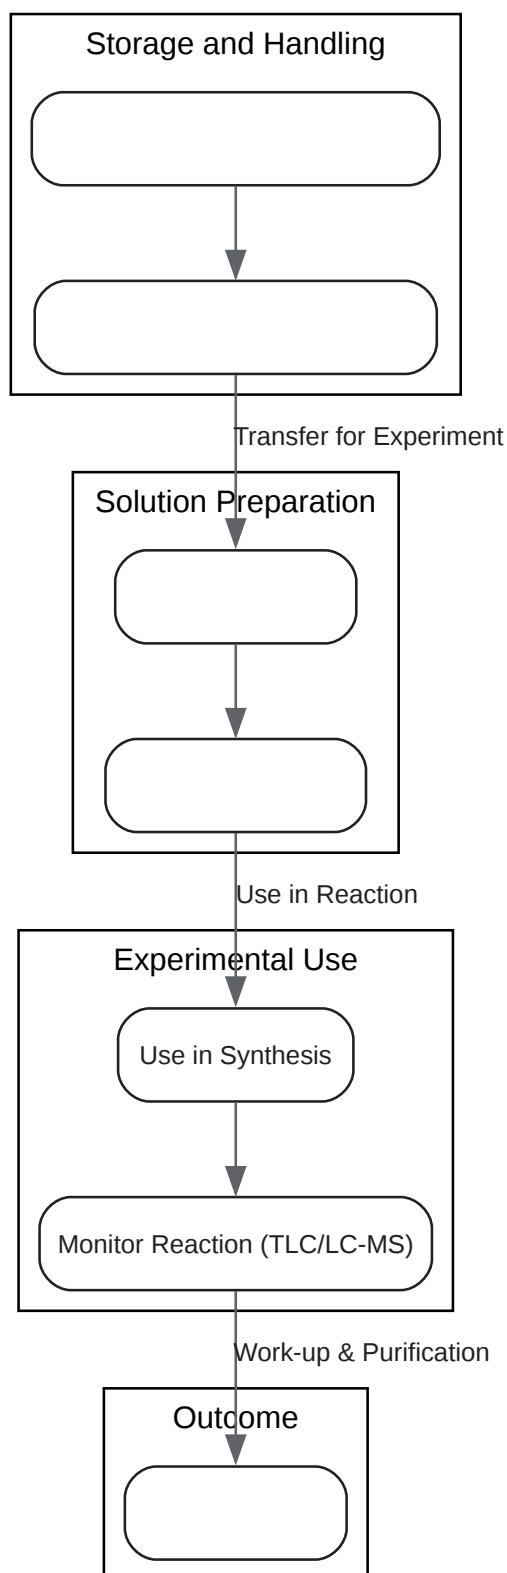 Storage and Handling
Transfer for Experiment
Solution Preparation
Use in Reaction
Experimental Use
Use in Synthesis
Monitor Reaction (TLC/LC-MS)
Work-up & Purification
Outcome